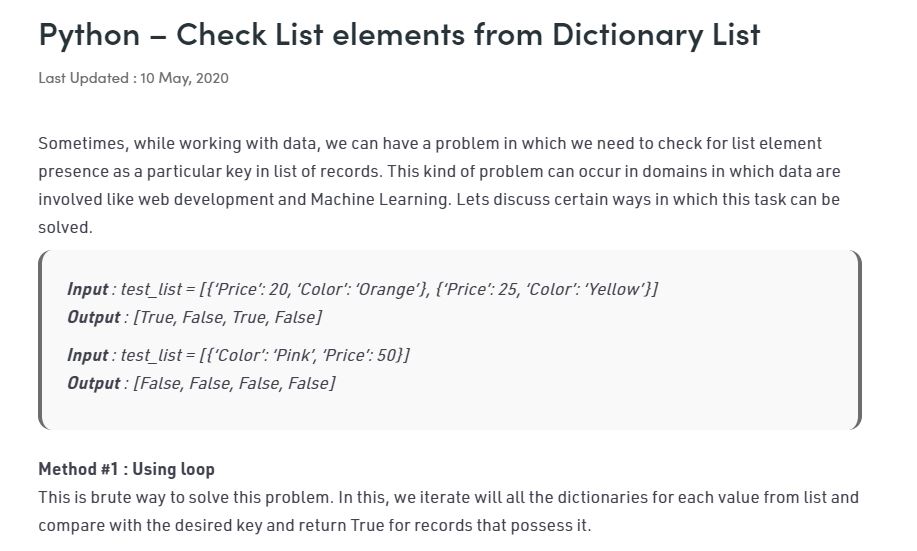 Python – Check List elements from Dictionary List
Last Updated : 10 May, 2020
Sometimes, while working with data, we can have a problem in which we need to check for list element
presence as a particular key in list of records. This kind of problem can occur in domains in which data are
involved like web development and Machine Learning. Lets discuss certain ways in which this task can be
solved.
Input : test_list = [{‘Price’: 20, ‘Color’: ‘Orange’}, {‘Price’: 25, ‘Color’: ‘Yellow’}]
Output : [True, False, True, False]
Input : test_list = [{‘Color’: ‘Pink’, ‘Price’: 50}]
Output : [False, False, False, False]
Method #1 : Using loop
This is brute way to solve this problem. In this, we iterate will all the dictionaries for each value from list and
compare with the desired key and return True for records that possess it.